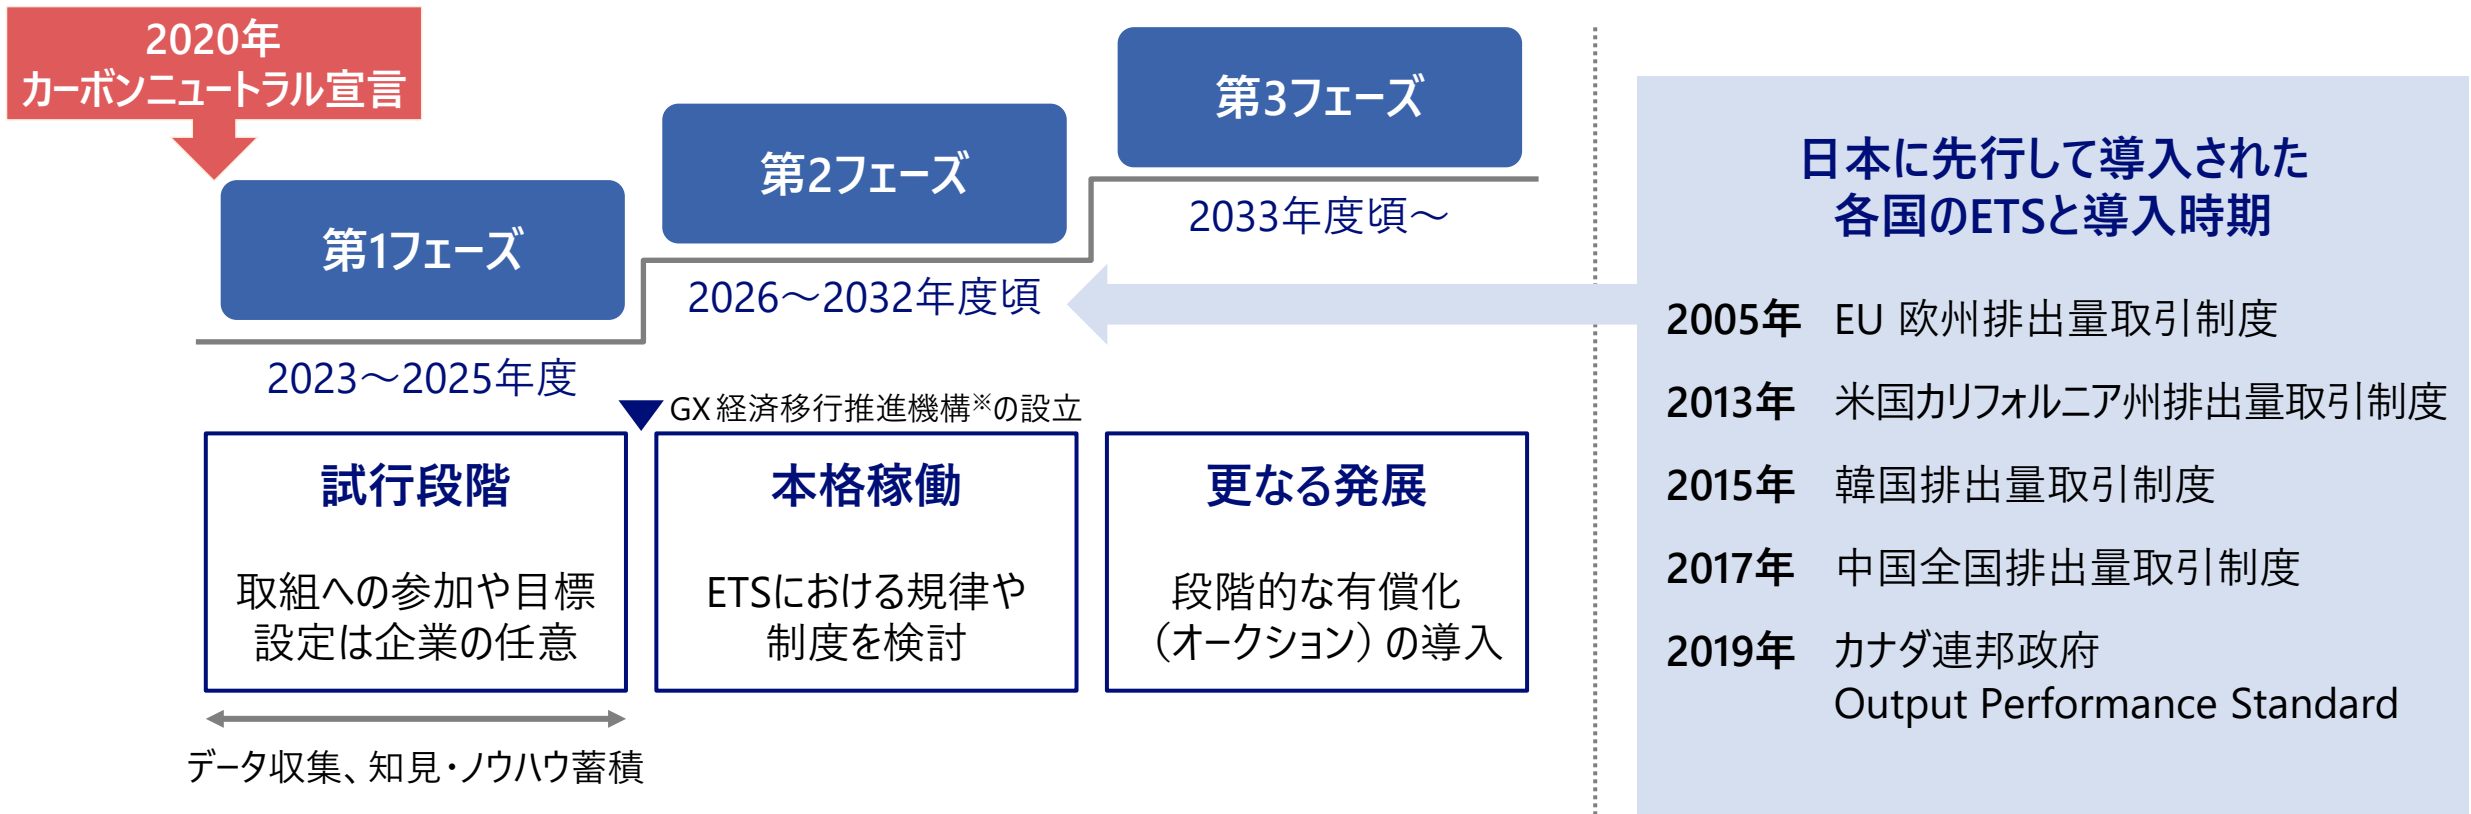 2020年
カーボンニュートラル宣言
第1フェーズ
2023～2025年度
第2フェーズ
2026～2032年度頃
第3フェーズ
2033年度頃～
GX 経済移行推進機構※の設立
試行段階
取組への参加や目標
設定は企業の任意
本格稼働
ETSにおける規律や
制度を検討
更なる発展
段階的な有償化
（オークション）の導入
データ収集、知見・ノウハウ蓄積
日本に先行して導入された
各国のETSと導入時期
2005年 EU 欧州排出量取引制度
2013年 米国カリフォルニア州排出量取引制度
2015年 韓国排出量取引制度
2017年 中国全国排出量取引制度
2019年 カナダ連邦政府
Output Performance Standard